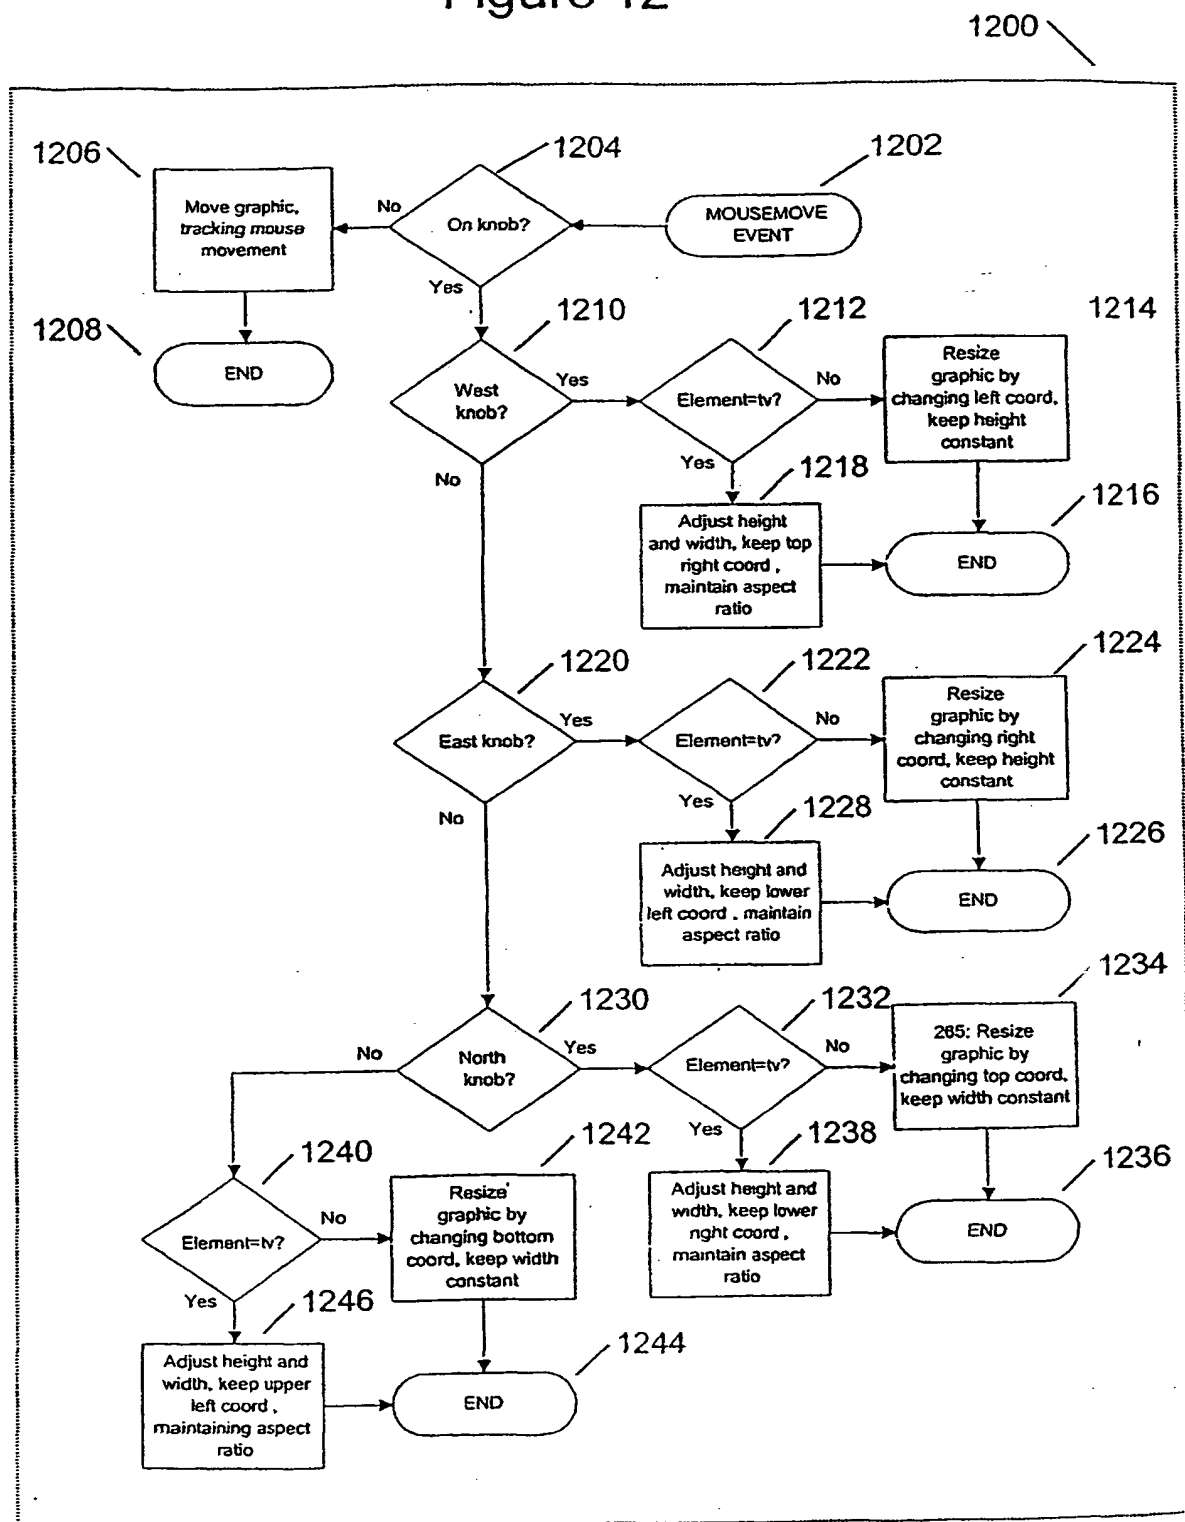 Figure 12
1200
1206
1204
1202
Move graphic,
tracking mouse
movement
No
On knob?
MOUSEMOVE
EVENT
Yes
1208
END
1210
1212
1214
West
knob?
Yes
Element=tv?
No
Resize
graphic by
changing left coord,
keep height
constant
No
Yes
1218
1216
Adjust height
and width, keep top
right coord ,
maintain aspect
ratio
END
1220
1222
1224
East knob?
Yes
Element=tv?
No
Resize
graphic by
changing right
coord, keep height
constant
No
Yes
1228
1226
Adjust height and
width, keep lower
left coord , maintain
aspect ratio
END
1230
1232
1234
No
North
knob?
Yes
Element=tv?
No
265: Resize
graphic by
changing top coord,
keep width constant
Yes
1238
1236
Adjust height and
width, keep lower
right coord ,
maintain aspect
ratio
END
1240
1242
Element=tv?
No
Resize
graphic by
changing bottom
coord, keep width
constant
Yes
1246
1244
Adjust height and
width, keep upper
left coord ,
maintaining aspect
ratio
END